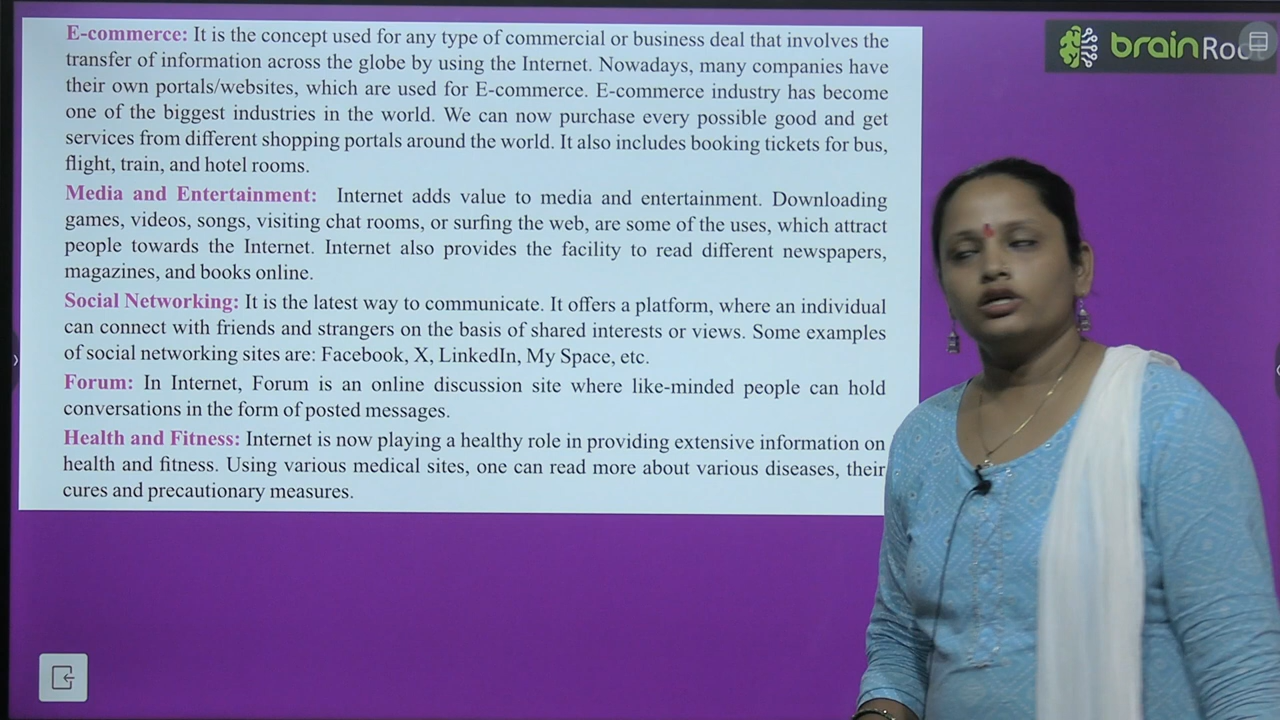 E-commerce: It is the concept used for any type of commercial or business deal that involves the
transfer of information across the globe by using the Internet. Nowadays, many companies have
their own portals/websites, which are used for E-commerce. E-commerce industry has become
one of the biggest industries in the world. We can now purchase every possible good and get
services from different shopping portals around the world. It also includes booking tickets for bus,
flight, train, and hotel rooms.
Media and Entertainment: Internet adds value to media and entertainment. Downloading
games, videos, songs, visiting chat rooms, or surfing the web, are some of the uses, which attract
people towards the Internet. Internet also provides the facility to read different newspapers,
magazines, and books online.
Social Networking: It is the latest way to communicate. It offers a platform, where an individual
can connect with friends and strangers on the basis of shared interests or views. Some examples
of social networking sites are: Facebook, X, LinkedIn, My Space, etc.
Forum: In Internet, Forum is an online discussion site where like-minded people can hold
conversations in the form of posted messages.
Health and Fitness: Internet is now playing a healthy role in providing extensive information on
health and fitness. Using various medical sites, one can read more about various diseases, their
cures and precautionary measures.
brain